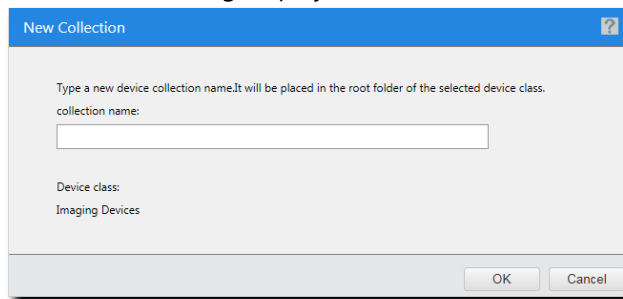 New Collection
?
Type a new device collection name.It will be placed in the root folder of the selected device class.
collection name:
Device class:
Imaging Devices
OK Cancel